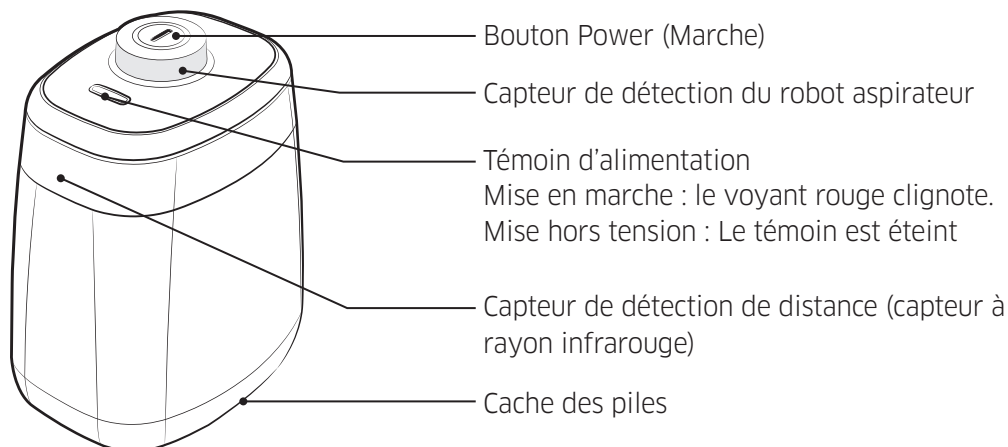 Bouton Power (Marche)
Capteur de détection du robot aspirateur
Témoin d'alimentation
Mise en marche : le voyant rouge clignote.
Mise hors tension : Le témoin est éteint
Capteur de détection de distance (capteur à
rayon infrarouge)
Cache des piles